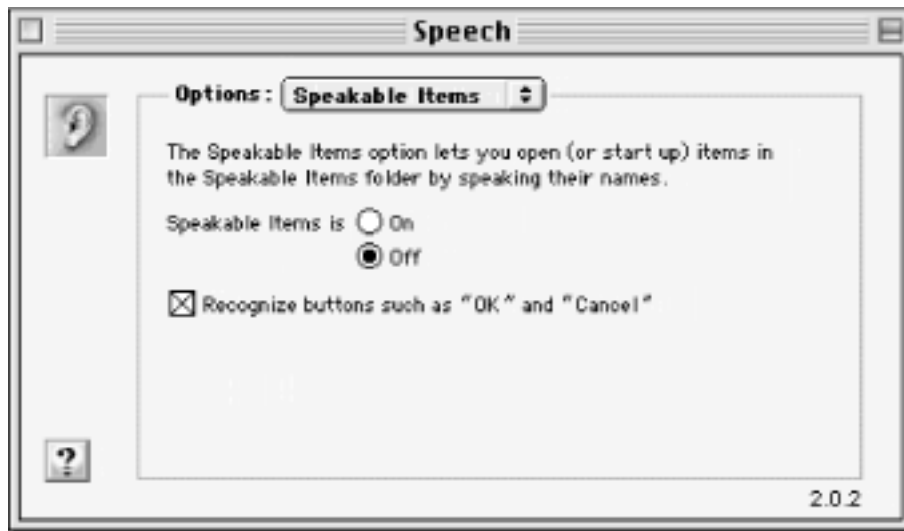 Speech
Options: Speakable Items
The Speakable Items option lets you open (or start up) items in
the Speakable Items folder by speaking their names.
Speakable Items is On
Off
Recognize buttons such as "OK" and "Cancel"
?
2.0.2